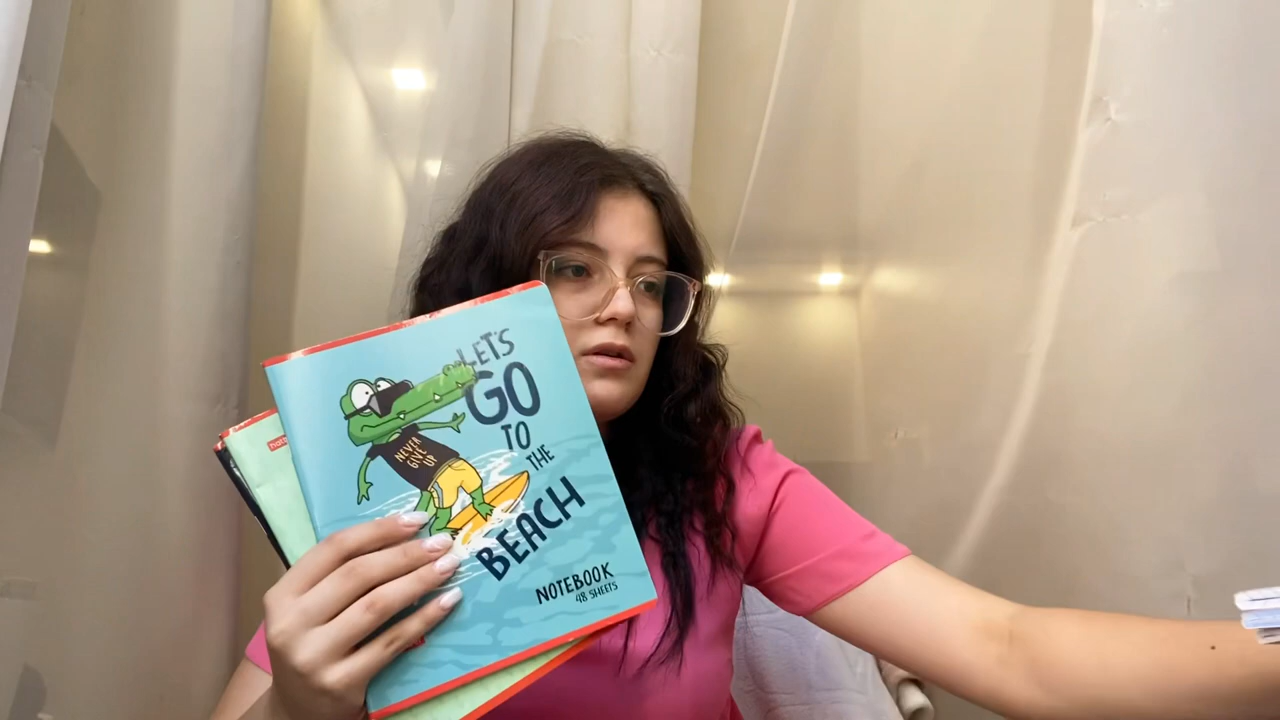 LET'S
GO
TO
THE
BEACH
NEVER
GIVE
UP
NOTEBOOK
48 SHEETS